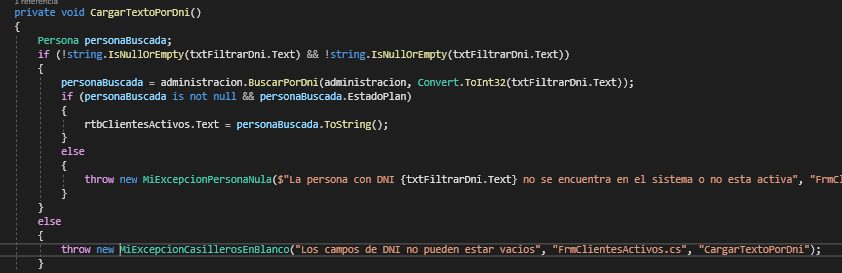 1 referencia
private void CargarTextoPorDni()
{
Persona personaBuscada;
if (!string.IsNullOrEmpty(txtFiltrarDni.Text) && !string.IsNullOrEmpty(txtFiltrarDni.Text))
{
personaBuscada = administracion.BuscarPorDni(administracion, Convert.ToInt32(txtFiltrarDni.Text));
if (personaBuscada is not null && personaBuscada.EstadoPlan)
{
rtbClientesActivos.Text = personaBuscada.ToString();
}
else
{
throw new MiExcepcionPersonaNula($"La persona con DNI {txtFiltrarDni.Text} no se encuentra en el sistema o no esta activa", "FrmCl
}
}
else
{
throw new MiExcepcionCasillerosEnBlanco("Los campos de DNI no pueden estar vacios", "FrmClientesActivos.cs", "CargarTextoPorDni");
}